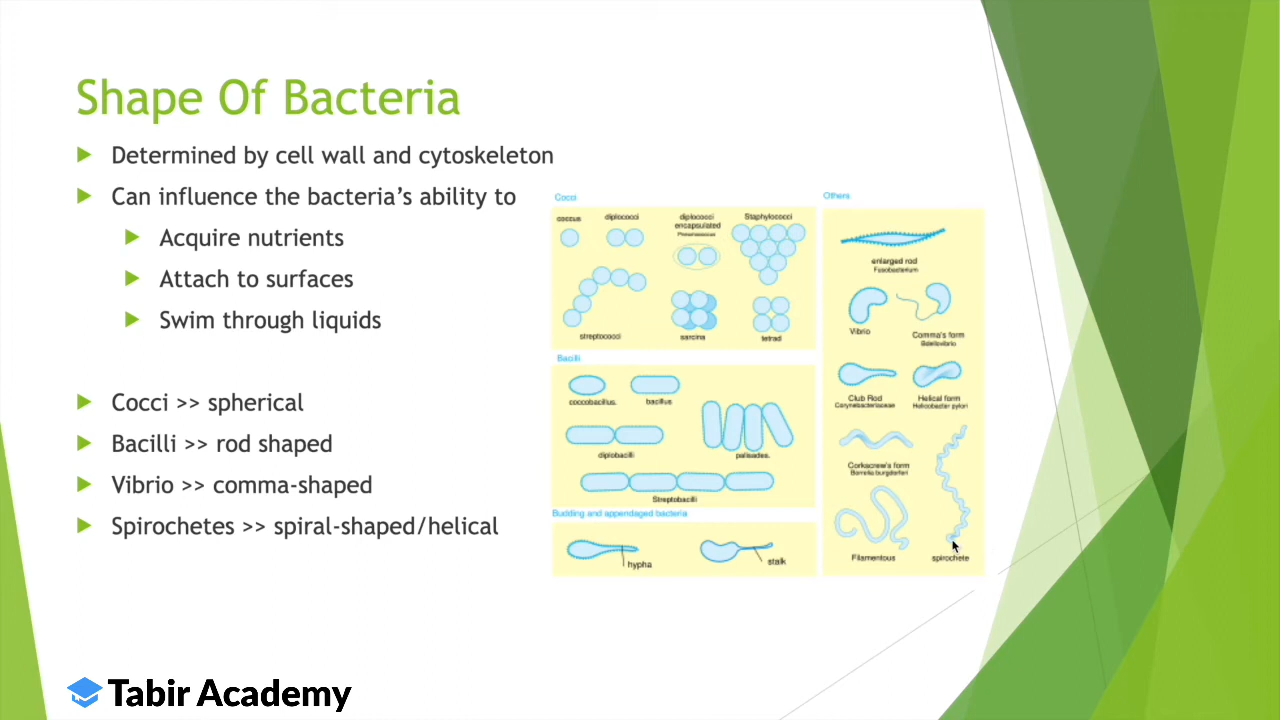 Shape Of Bacteria
Determined by cell wall and cytoskeleton
Can influence the bacteria's ability to
Acquire nutrients
Attach to surfaces
Swim through liquids
Cocci >> spherical
Bacilli >> rod shaped
Vibrio >> comma-shaped
Spirochetes >> spiral-shaped/helical
Cocci
coccus
diplococci
diplococci
encapsulated
Staphylococci
streptococci
sarcina
tetrad
Bacilli
coccobacillus.
bacillus
diplobacilli
palisades.
Streptobacilli
Budding and appendaged bacteria
hypha
stalk
Others
enlarged rod
Fusobacterium
Vibrio
Comma's form
Bdellovibrio
Club Rod
Corynebacteriaceae
Helical form
Helicobacter pylori
Corkscrew's form
Borrelia burgdorferi
Filamentous
spirochete
Tabir Academy